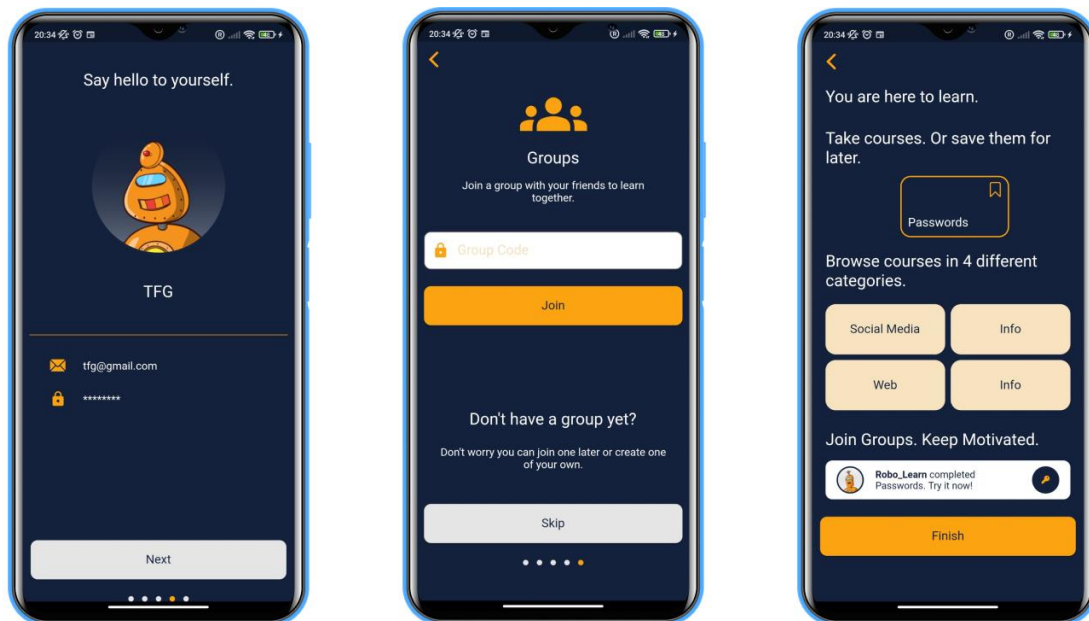 20:34
Say hello to yourself.
TFG
tfg@gmail.com
********
Next
20:34
Groups
Join a group with your friends to learn
together.
Group Code
Join
Don't have a group yet?
Don't worry you can join one later or create one
of your own.
Skip
20:34
You are here to learn.
Take courses. Or save them for
later.
Passwords
Browse courses in 4 different
categories.
Social Media
Info
Web
Info
Join Groups. Keep Motivated.
Robo_Learn completed
Passwords. Try it now!
Finish